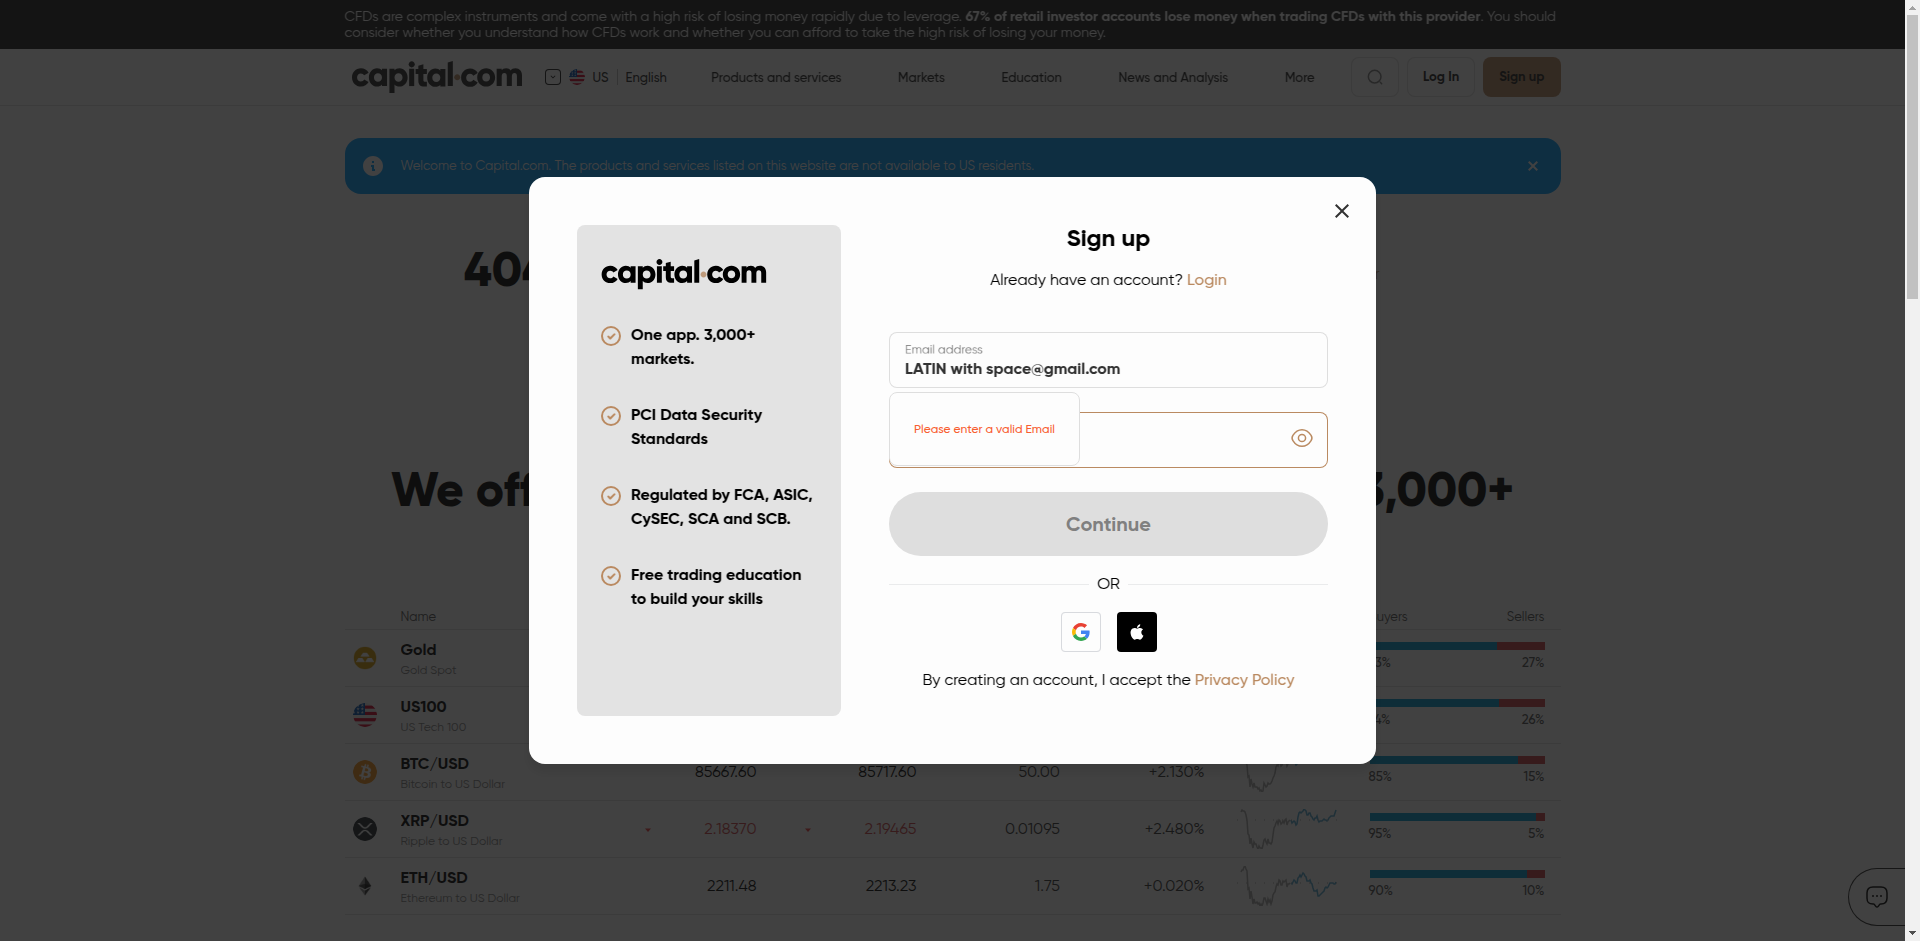 CFDs are complex instruments and come with a high risk of losing money rapidly due to leverage. 67% of retail investor accounts lose money when trading CFDs with this provider. You should
consider whether you understand how CFDs work and whether you can afford to take the high risk of losing your money.
capital.com US English Products and services Markets Education News and Analysis More Log In Sign up
Welcome to Capital.com. The products and services listed on this website are not available to US residents.
404
Sign up
Already have an account? Login
capital.com
One app. 3,000+
markets.
PCI Data Security
Standards
Regulated by FCA, ASIC,
CySEC, SCA and SCB.
Free trading education
to build your skills
Email address
LATIN with space@gmail.com
Please enter a valid Email
Continue
OR
By creating an account, I accept the Privacy Policy
We off
3,000+
Name
uyers Sellers
Gold
Gold Spot
3% 27%
US100
US Tech 100
4% 26%
BTC/USD
Bitcoin to US Dollar
85667.60 85717.60 50.00 +2.130% 85% 15%
XRP/USD
Ripple to US Dollar
2.18370 2.19465 0.01095 +2.480% 95% 5%
ETH/USD
Ethereum to US Dollar
2211.48 2213.23 1.75 +0.020% 90% 10%